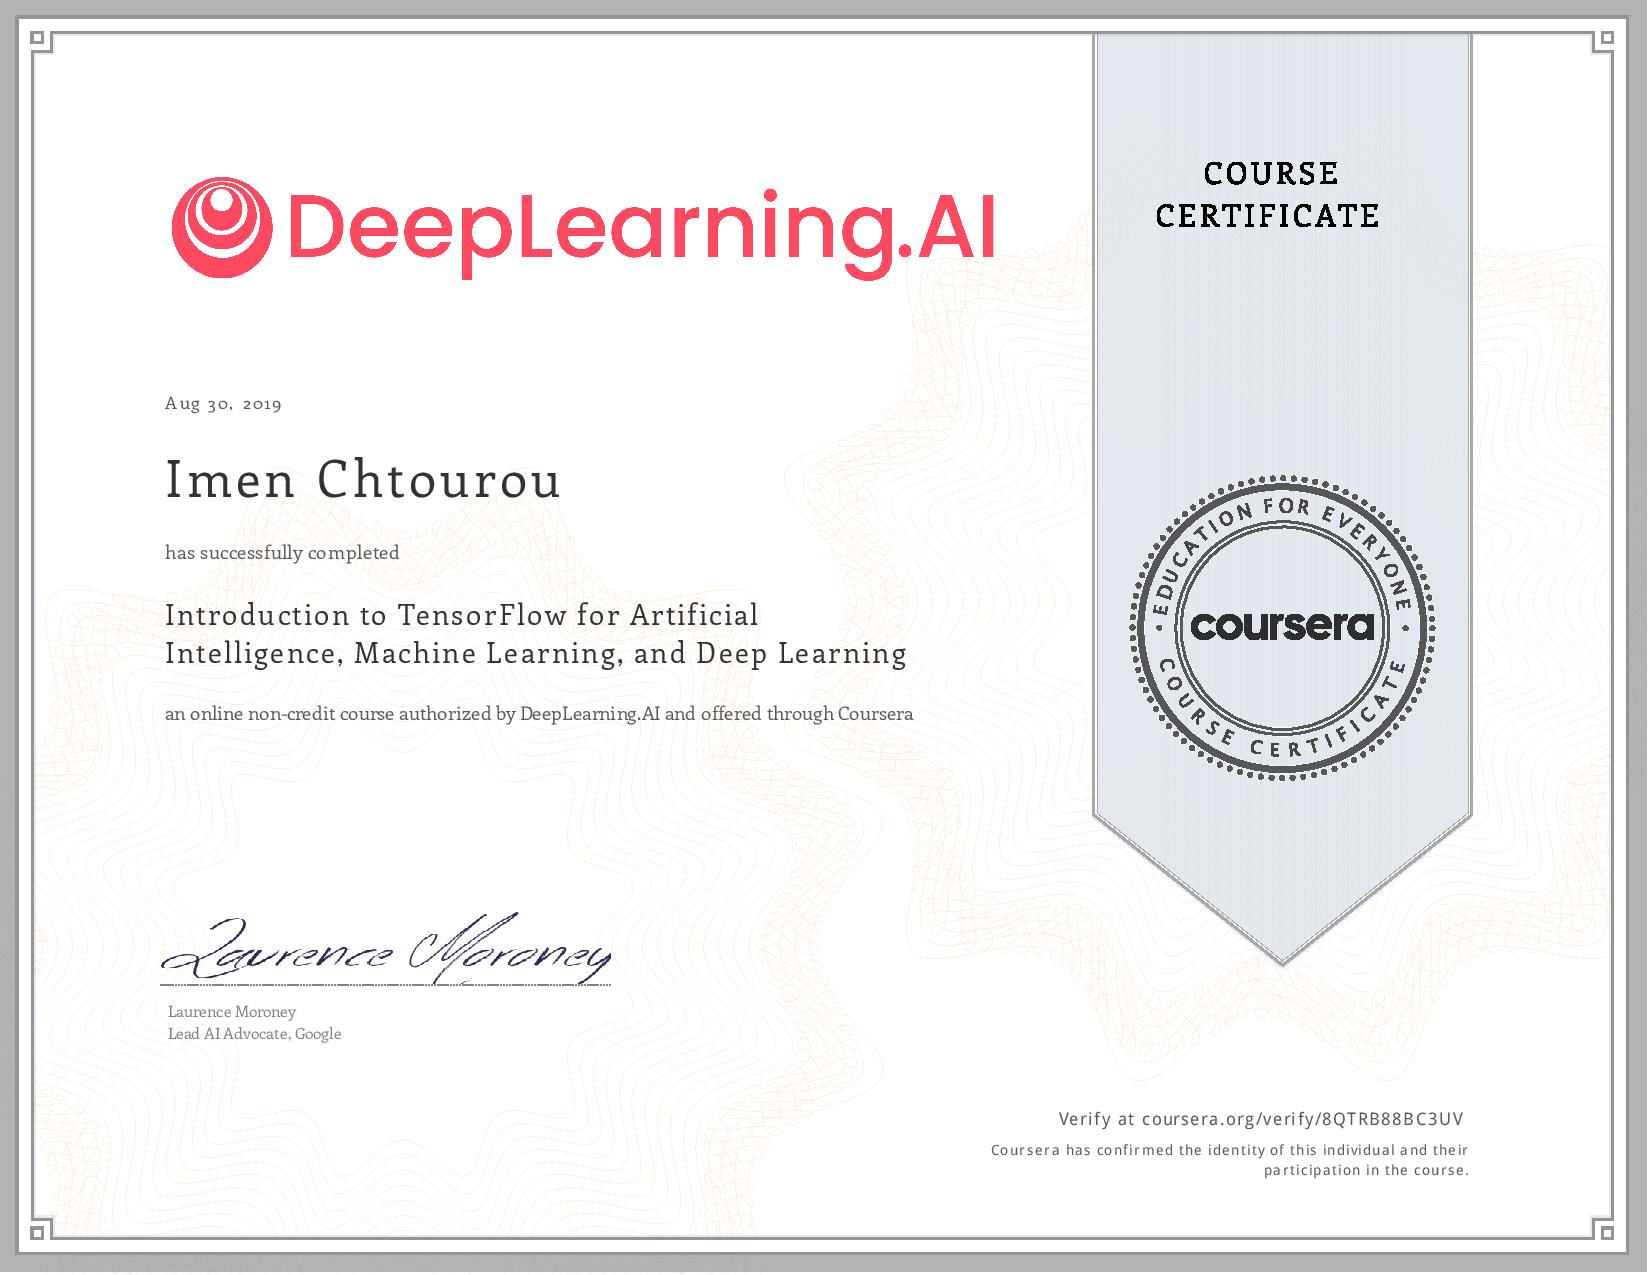 DeepLearning.AI
COURSE
CERTIFICATE
Aug 30, 2019
Imen Chtourou
has successfully completed
Introduction to TensorFlow for Artificial
Intelligence, Machine Learning, and Deep Learning
an online non-credit course authorized by DeepLearning.AI and offered through Coursera
EDUCATION FOR EVERYONE
coursera
COURSE CERTIFICATE
Laurence Moroney
Laurence Moroney
Lead AI Advocate, Google
Verify at coursera.org/verify/8QTRB88BC3UV
Coursera has confirmed the identity of this individual and their
participation in the course.